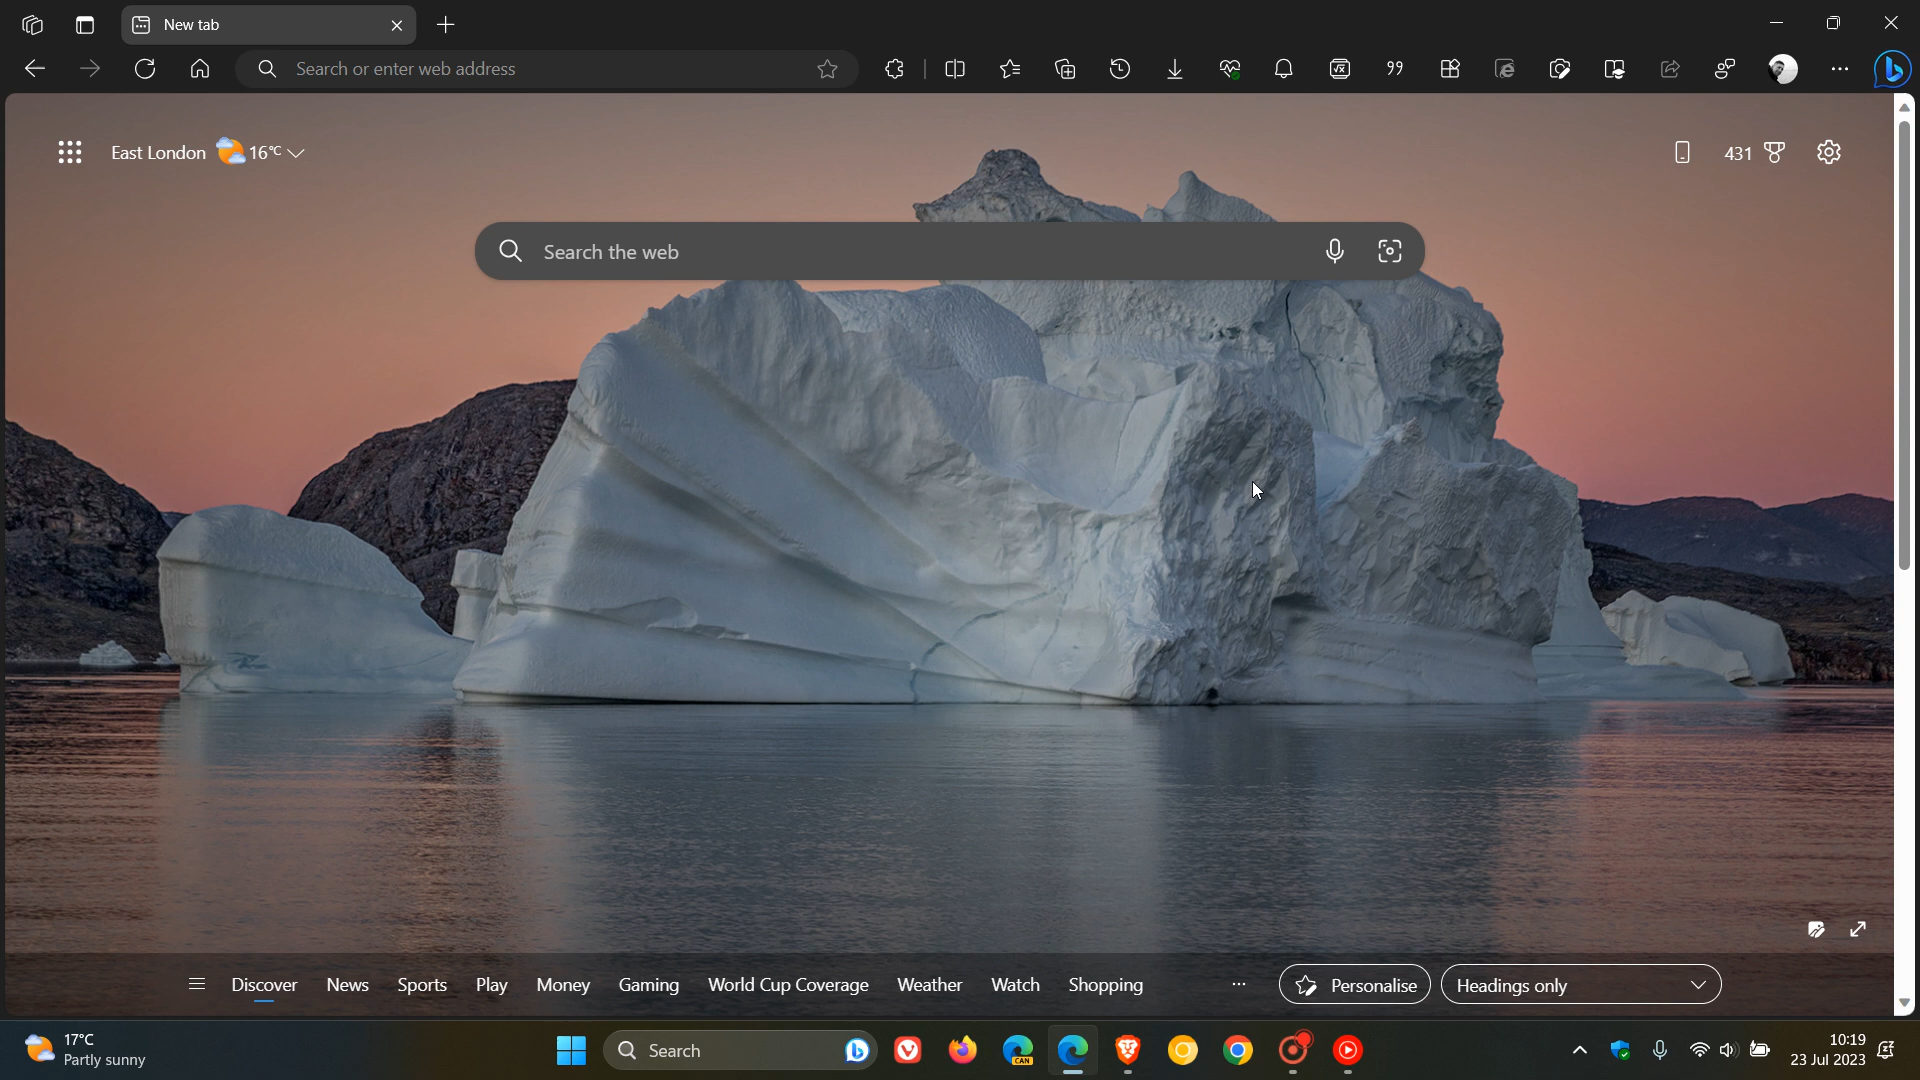 New tab
Search or enter web address
East London 16°C
431
Search the web
Discover News Sports Play Money Gaming World Cup Coverage Weather Watch Shopping ... Personalise Headings only
17°C
Partly sunny
Search
CAN
10:19
23 Jul 2023